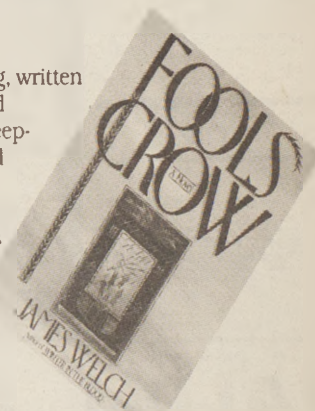 g, written
d
eep-
d
FOOLS
CROW
A Novel
JAMES WELCH